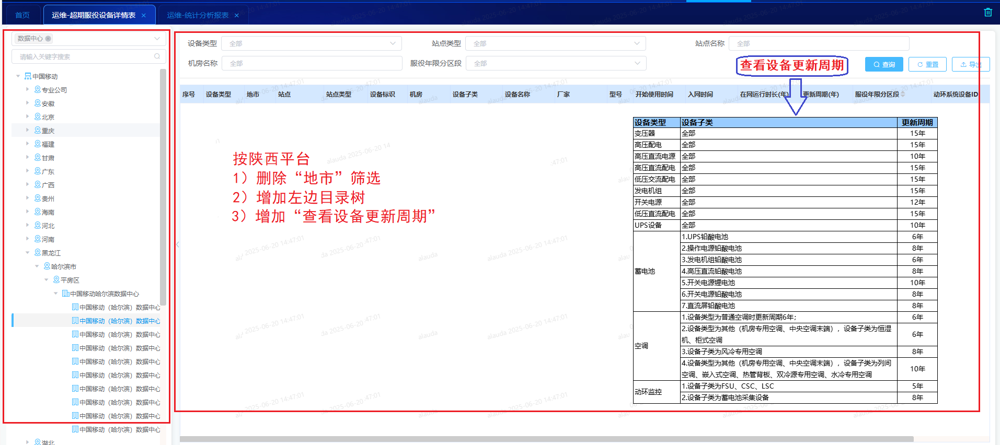 首页
运维-超期服役设备详情表 ×
运维-统计分析报表 ×
数据中心
请输入关键字搜索
中国移动
专业公司
安徽
北京
重庆
福建
甘肃
广东
广西
贵州
海南
河北
河南
黑龙江
哈尔滨市
平房区
中国移动哈尔滨数据中心
中国移动（哈尔滨）数据中心
中国移动（哈尔滨）数据中心
中国移动（哈尔滨）数据中心
中国移动（哈尔滨）数据中心
中国移动（哈尔滨）数据中心
中国移动（哈尔滨）数据中心
中国移动（哈尔滨）数据中心
中国移动（哈尔滨）数据中心
中国移动（哈尔滨）数据中心
中国移动（哈尔滨）数据中心
湖北
设备类型 全部 站点类型 全部 站点名称 全部
机房名称 全部 服役年限分区段 全部
查看设备更新周期
查询 重置 导出
序号 设备类型 地市 站点 站点类型 设备标识 机房 设备子类 设备名称 厂家 型号 开始使用时间 入网时间 在网运行时长(年) 更新周期(年) 服役年限分区段 动环系统设备ID
按陕西平台
1）删除“地市”筛选
2）增加左边目录树
3）增加“查看设备更新周期”
设备类型 设备子类 更新周期
变压器 全部 15年
高压配电 全部 15年
高压直流电源 全部 10年
高压直流配电 全部 15年
低压交流配电 全部 15年
发电机组 全部 15年
开关电源 全部 12年
低压直流配电 全部 15年
UPS设备 全部 10年
蓄电池
1.UPS铅酸电池 6年
2.操作电源铅酸电池 8年
3.发电机组铅酸电池 6年
4.高压直流铅酸电池 8年
5.开关电源锂电池 10年
6.开关电源铅酸电池 8年
7.直流屏铅酸电池 8年
空调
1.设备类型为普通空调时更新周期6年； 6年
2.设备类型为其他（机房专用空调、中央空调末端），设备子类为恒湿
机、柜式空调 6年
3.设备子类为风冷专用空调 8年
4.设备类型为其他（机房专用空调、中央空调末端），设备子类为列间
空调、嵌入式空调、热管背板、双冷源专用空调、水冷专用空调 10年
动环监控
1.设备子类为FSU、CSC、LSC 5年
2.设备子类为蓄电池采集设备 8年
alauda 2025-06-20 14:47:01